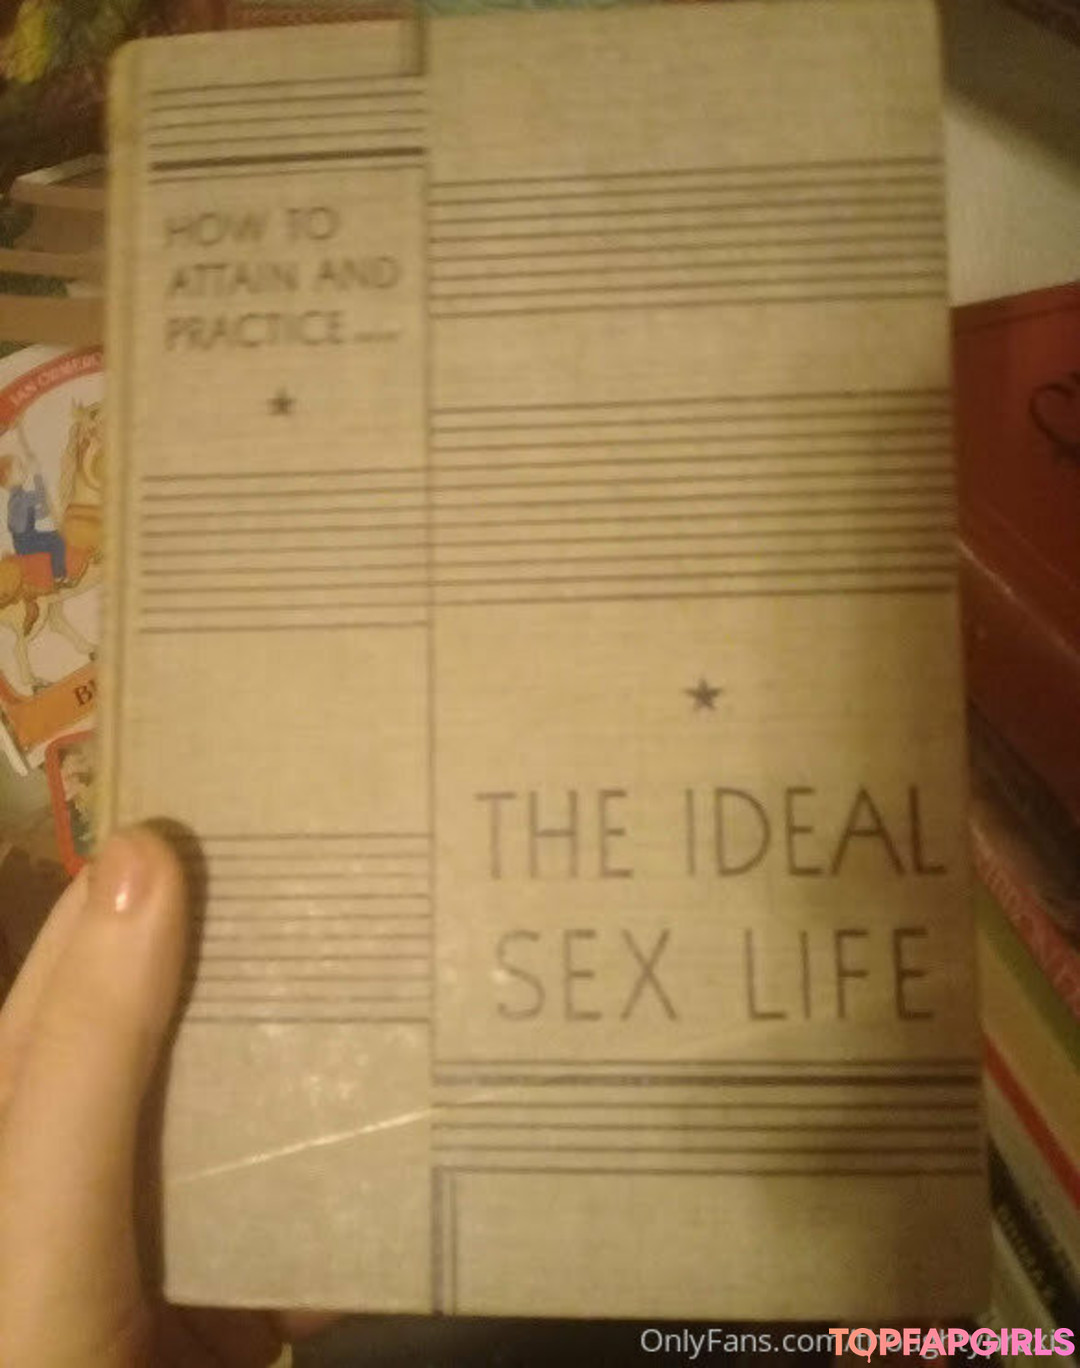 HOW TO
ATTAIN AND
PRACTICE
THE IDEAL
SEX LIFE
OnlyFans.com
TOPFAPGIRLS